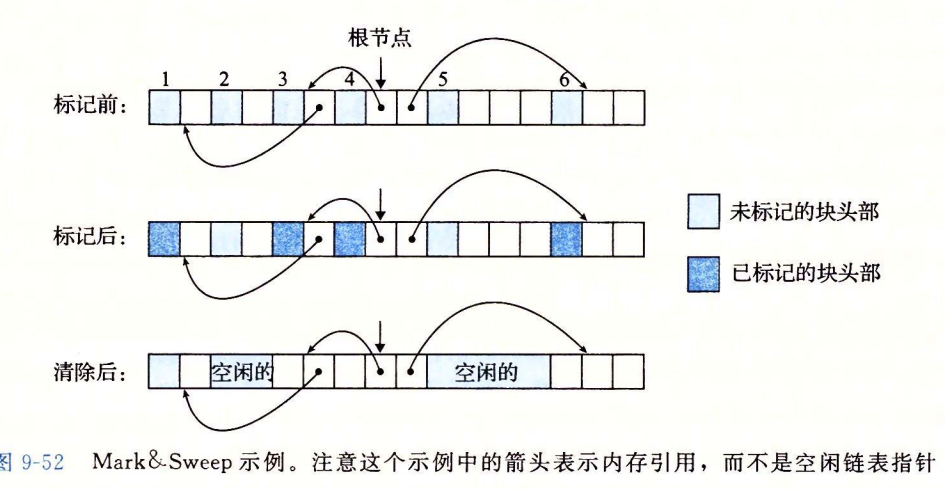 根节点
1 2 3 4 5 6
标记前:
标记后:
未标记的块头部
已标记的块头部
清除后: 空闲的 空闲的
图 9-52 Mark&Sweep 示例。注意这个示例中的箭头表示内存引用，而不是空闲链表指针